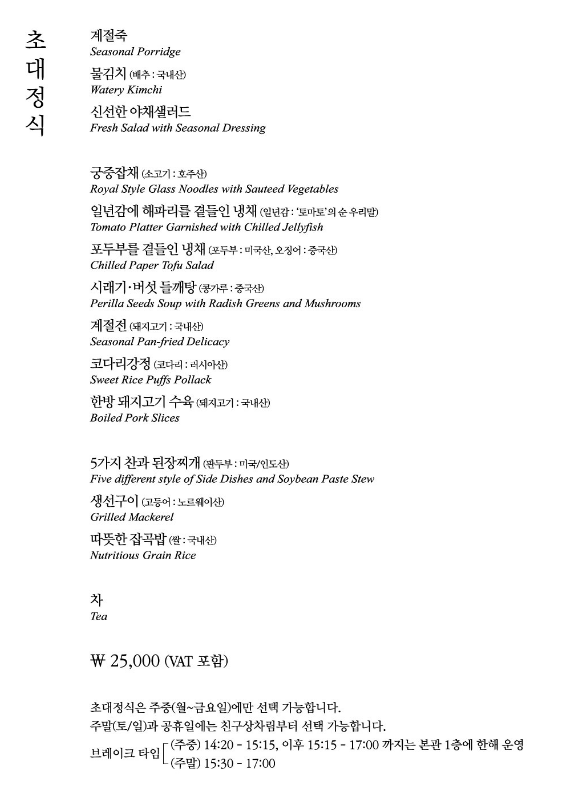 초대정식
계절죽
Seasonal Porridge
물김치 (배추 : 국내산)
Watery Kimchi
신선한 야채샐러드
Fresh Salad with Seasonal Dressing
궁중잡채 (소고기 : 호주산)
Royal Style Glass Noodles with Sauteed Vegetables
일년감에 해파리를 곁들인 냉채 (일년감 : '토마토'의 순 우리말)
Tomato Platter Garnished with Chilled Jellyfish
포두부를 곁들인 냉채 (포두부 : 미국산, 오징어 : 중국산)
Chilled Paper Tofu Salad
시래기·버섯 들깨탕 (콩가루 : 중국산)
Perilla Seeds Soup with Radish Greens and Mushrooms
계절전 (돼지고기 : 국내산)
Seasonal Pan-fried Delicacy
코다리강정 (코다리 : 러시아산)
Sweet Rice Puffs Pollack
한방 돼지고기 수육 (돼지고기 : 국내산)
Boiled Pork Slices
5가지 찬과 된장찌개 (판두부 : 미국/인도산)
Five different style of Side Dishes and Soybean Paste Stew
생선구이 (고등어 : 노르웨이산)
Grilled Mackerel
따뜻한 잡곡밥 (쌀 : 국내산)
Nutritious Grain Rice
차
Tea
₩ 25,000 (VAT 포함)
초대정식은 주중(월~금요일)에만 선택 가능합니다.
주말(토/일)과 공휴일에는 친구상차림부터 선택 가능합니다.
브레이크 타임 (주중) 14:20 - 15:15, 이후 15:15 - 17:00 까지는 본관 1층에 한해 운영
(주말) 15:30 - 17:00